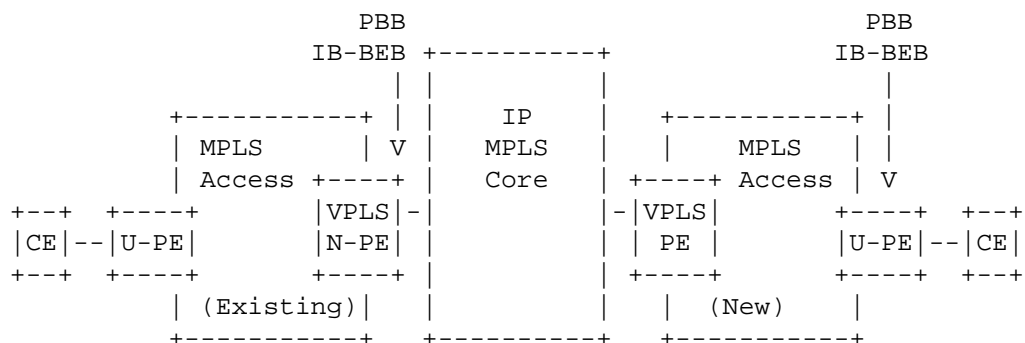 PBB PBB
IB-BEB IB-BEB
IP
MPLS V MPLS MPLS
Access Core Access V
VPLS VPLS
CE U-PE N-PE PE U-PE CE
(Existing) (New)